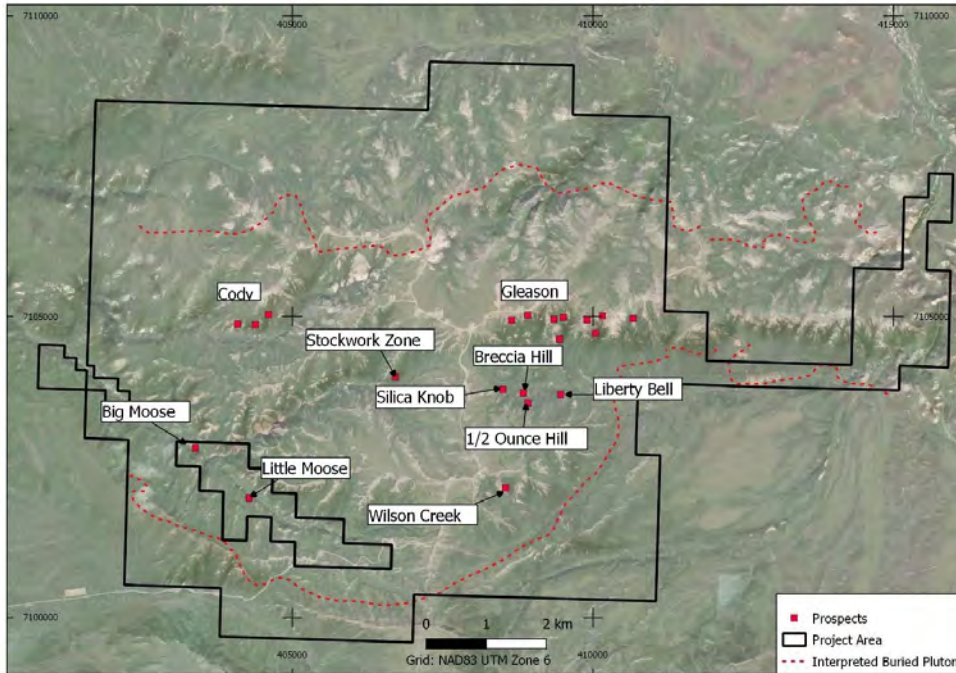 7110000
405000
410000
415000
7110000
Cody
Gleason
7105000
7105000
Stockwork Zone
Breccia Hill
Silica Knob
Liberty Bell
Big Moose
1/2 Ounce Hill
Little Moose
Wilson Creek
7100000
0 1 2 km
405000
Grid: NAD83 UTM Zone 6
410000
Prospects
Project Area
Interpreted Buried Pluton